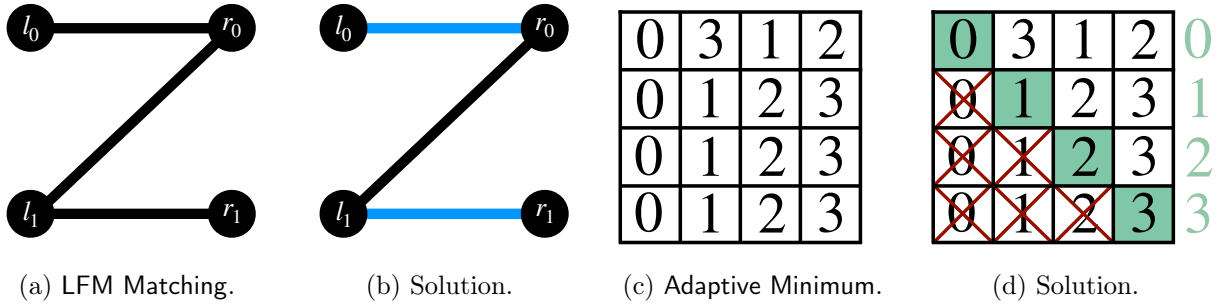 l₀ r₀
l₁ r₁
(a) LFM Matching.
l₀ r₀
l₁ r₁
(b) Solution.
0 3 1 2
0 1 2 3
0 1 2 3
0 1 2 3
(c) Adaptive Minimum.
0 3 1 2 0
0 1 2 3 1
0 1 2 3 2
0 1 2 3 3
(d) Solution.